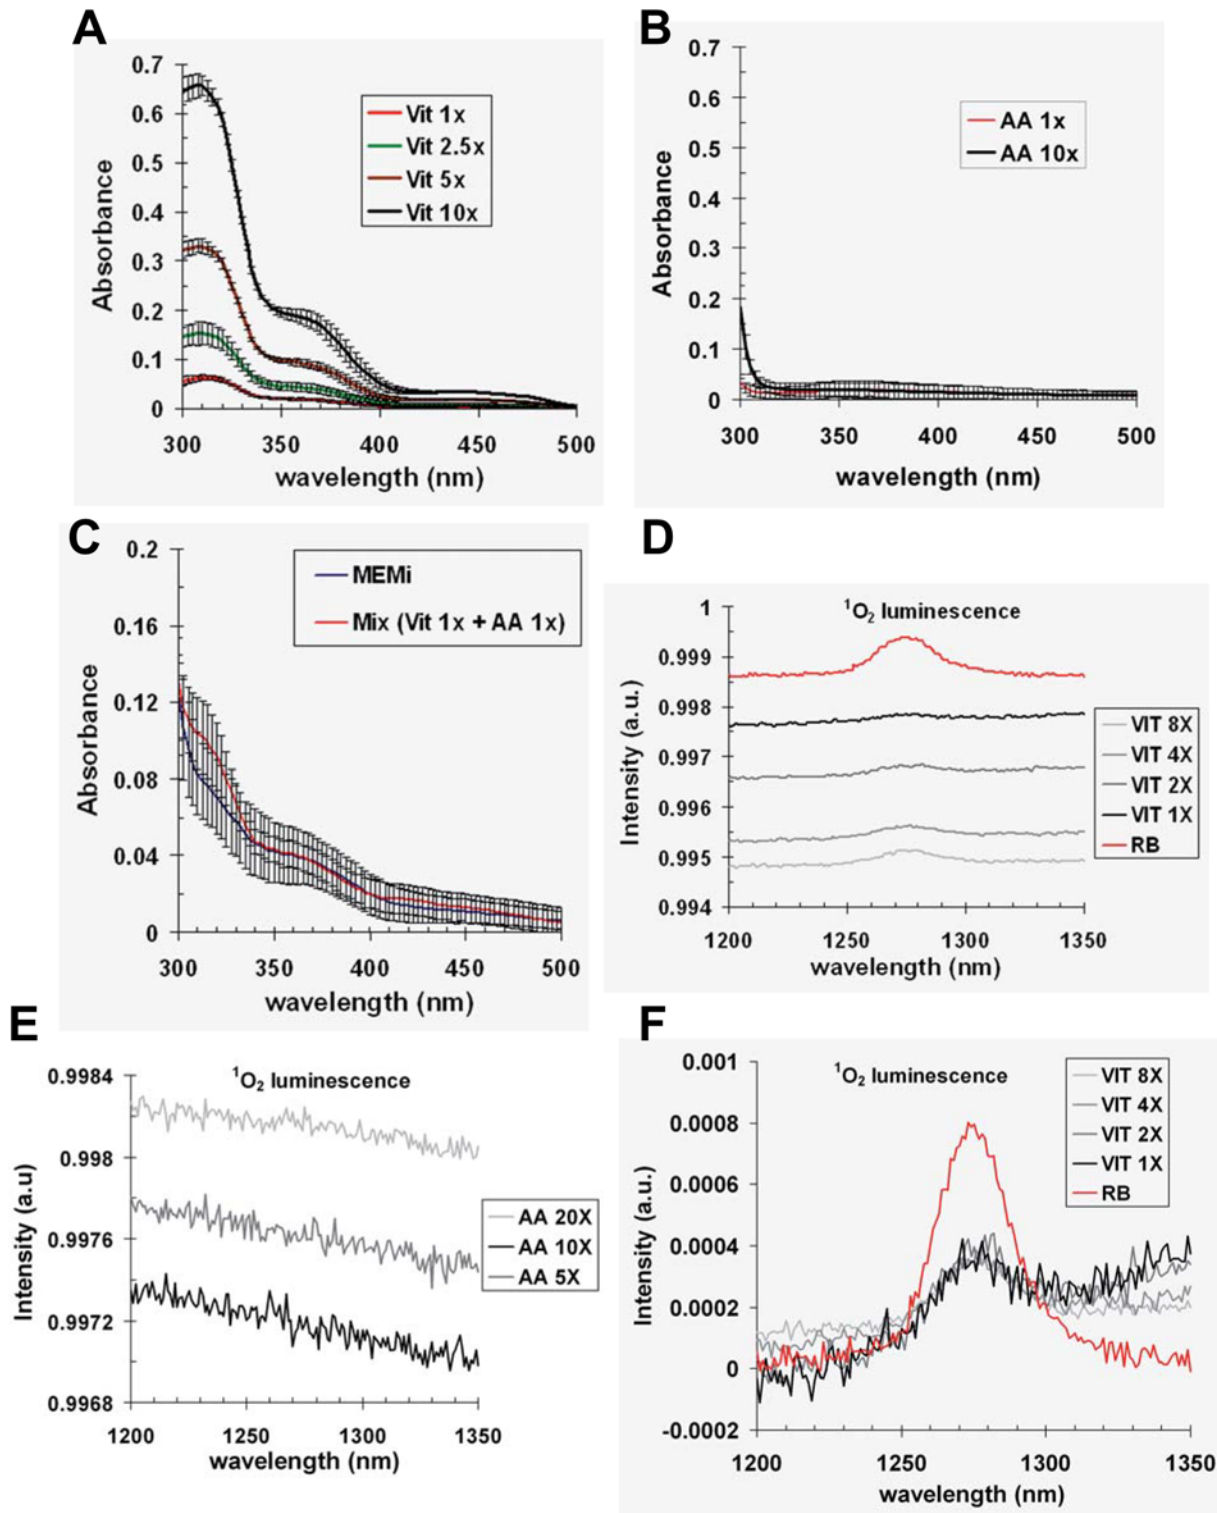 A
0.7
0.6
0.5
0.4
0.3
0.2
0.1
0
300
350
400
450
500
Absorbance
wavelength (nm)
Vit 1x
Vit 2.5x
Vit 5x
Vit 10x
B
0.7
0.6
0.5
0.4
0.3
0.2
0.1
0
300
350
400
450
500
Absorbance
wavelength (nm)
AA 1x
AA 10x
C
0.2
0.16
0.12
0.08
0.04
0
300
350
400
450
500
Absorbance
wavelength (nm)
MEMi
Mix (Vit 1x + AA 1x)
D
¹O₂ luminescence
1
0.999
0.998
0.997
0.996
0.995
0.994
1200
1250
1300
1350
Intensity (a.u.)
wavelength (nm)
VIT 8X
VIT 4X
VIT 2X
VIT 1X
RB
E
¹O₂ luminescence
0.9984
0.998
0.9976
0.9972
0.9968
1200
1250
1300
1350
Intensity (a.u)
wavelength (nm)
AA 20X
AA 10X
AA 5X
F
¹O₂ luminescence
0.001
0.0008
0.0006
0.0004
0.0002
0
-0.0002
1200
1250
1300
1350
Intensity (a.u.)
wavelength (nm)
VIT 8X
VIT 4X
VIT 2X
VIT 1X
RB